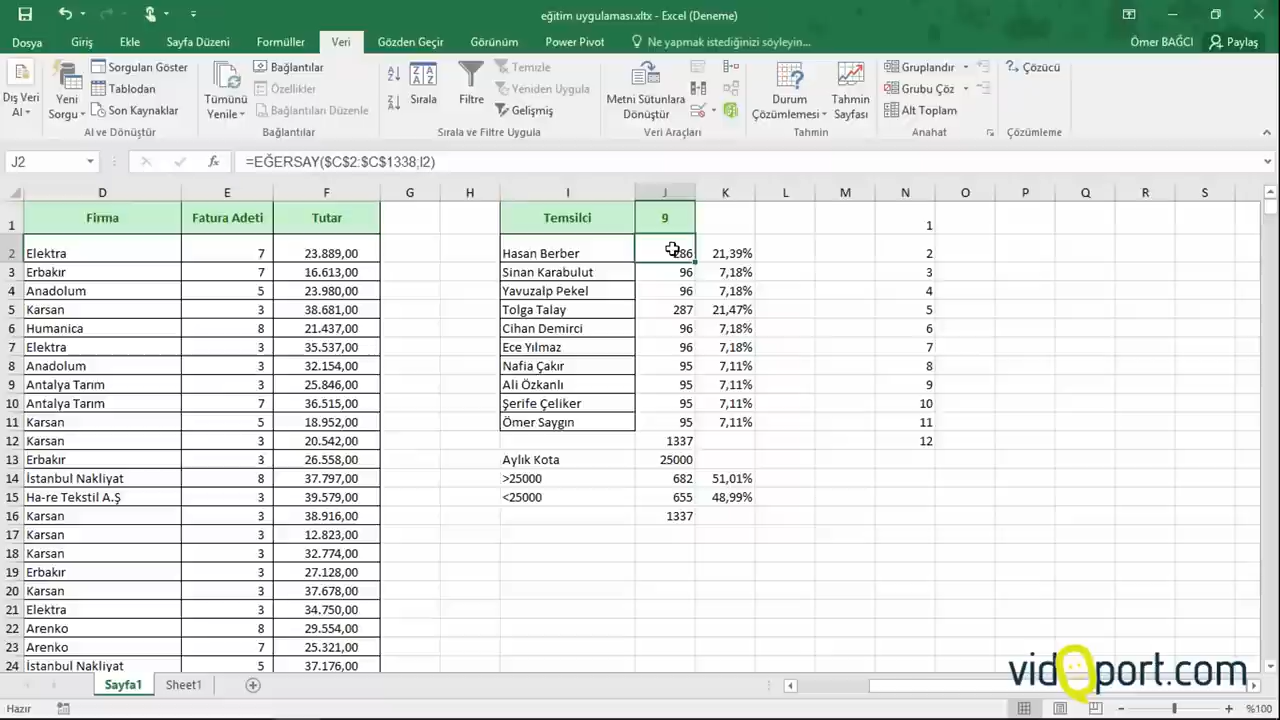 eğitim uygulaması.xltx - Excel (Deneme)
Dosya Giriş Ekle Sayfa Düzeni Formüller Veri Gözden Geçir Görünüm Power Pivot Ne yapmak istediğinizi söyleyin... Ömer BAĞCI Paylaş
Dış Veri Al
Yeni Sorgu
Sorguları Göster
Tablodan
Son Kaynaklar
Al ve Dönüştür
Tümünü Yenile
Bağlantılar
Özellikler
Bağlantıları Düzenle
Bağlantılar
Sırala
Filtre
Temizle
Yeniden Uygula
Gelişmiş
Sırala ve Filtre Uygula
Metni Sütunlara Dönüştür
Veri Araçları
Durum Çözümlemesi
Tahmin Sayfası
Tahmin
Gruplandır
Grubu Çöz
Alt Toplam
Anahat
Çözücü
Çözümleme
J2 fx =EĞERSAY($C$2:$C$1338;I2)
D E F G H I J K L M N O P Q R S
1 Firma Fatura Adeti Tutar Temsilci 9 1
2 Elektra 7 23.889,00 Hasan Berber 286 21,39% 2
3 Erbakır 7 16.613,00 Sinan Karabulut 96 7,18% 3
4 Anadolum 5 23.980,00 Yavuzalp Pekel 96 7,18% 4
5 Karsan 3 38.681,00 Tolga Talay 287 21,47% 5
6 Humanica 8 21.437,00 Cihan Demirci 96 7,18% 6
7 Elektra 3 35.537,00 Ece Yılmaz 96 7,18% 7
8 Anadolum 3 32.154,00 Nafia Çakır 95 7,11% 8
9 Antalya Tarım 3 25.846,00 Ali Özkanlı 95 7,11% 9
10 Antalya Tarım 7 36.515,00 Şerife Çeliker 95 7,11% 10
11 Karsan 5 18.952,00 Ömer Saygın 95 7,11% 11
12 Karsan 3 20.542,00 1337 12
13 Erbakır 3 26.558,00 Aylık Kota 25000
14 İstanbul Nakliyat 8 37.797,00 >25000 682 51,01%
15 Ha-re Tekstil A.Ş 3 39.579,00 <25000 655 48,99%
16 Karsan 3 38.916,00 1337
17 Karsan 3 12.823,00
18 Karsan 3 32.774,00
19 Erbakır 3 27.128,00
20 Karsan 3 37.678,00
21 Elektra 3 34.750,00
22 Arenko 8 29.554,00
23 Arenko 7 25.321,00
24 İstanbul Nakliyat 5 37.176,00
vidoport.com
Sayfa1 Sheet1
Hazır %100